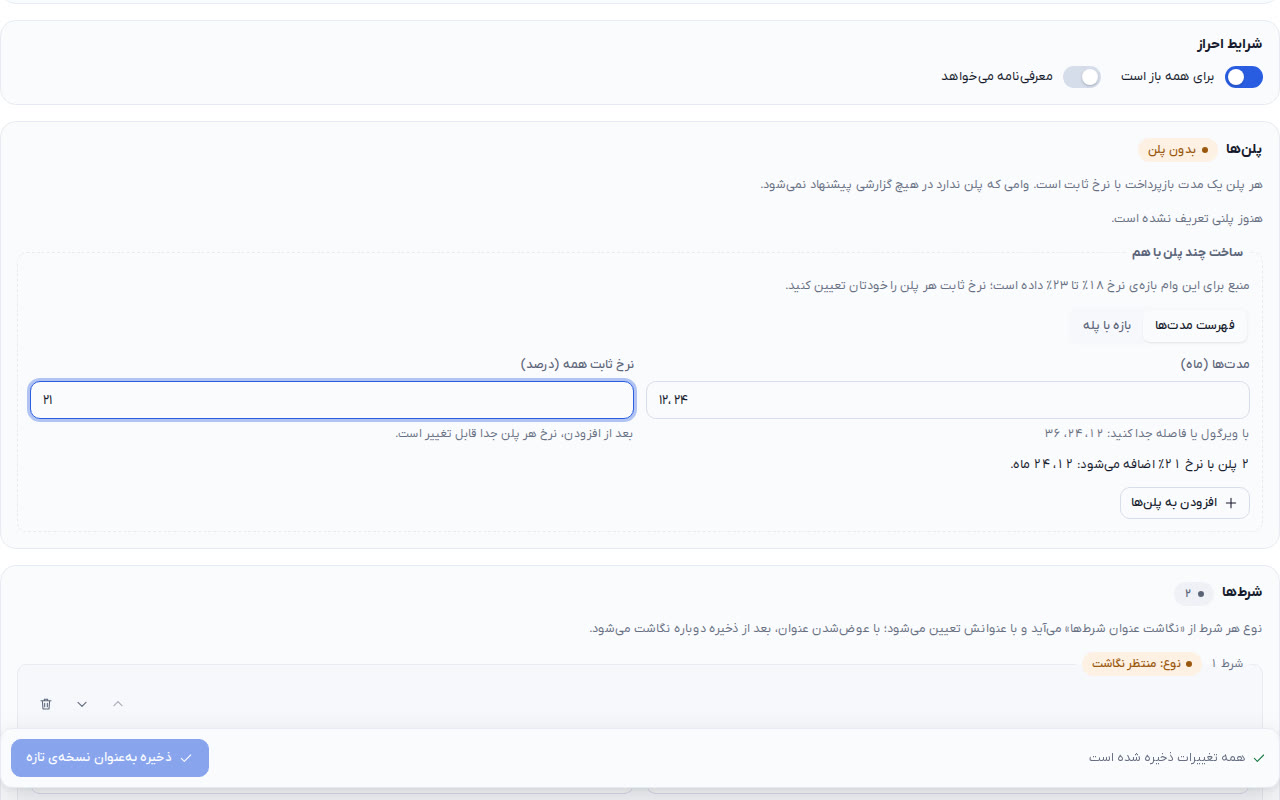 شرایط احراز
برای همه باز است
معرفی‌نامه می‌خواهد
پلن‌ها
بدون پلن
هر پلن یک مدت بازپرداخت با نرخ ثابت است. وامی که پلن ندارد در هیچ گزارشی پیشنهاد نمی‌شود.
هنوز پلنی تعریف نشده است.
ساخت چند پلن با هم
منبع برای این وام بازه‌ی نرخ ۱۸٪ تا ۲۳٪ داده است؛ نرخ ثابت هر پلن را خودتان تعیین کنید.
فهرست مدت‌ها
بازه با پله
مدت‌ها (ماه)
نرخ ثابت همه (درصد)
۱۲، ۲۴
۲۱
با ویرگول یا فاصله جدا کنید: ۱۲، ۲۴، ۳۶
بعد از افزودن، نرخ هر پلن جدا قابل تغییر است.
۲ پلن با نرخ ۲۱٪ اضافه می‌شود: ۱۲، ۲۴ ماه.
افزودن به پلن‌ها
شرط‌ها
۲
نوع هر شرط از «نگاشت عنوان شرط‌ها» می‌آید و با عنوانش تعیین می‌شود؛ با عوض‌شدن عنوان، بعد از ذخیره دوباره نگاشت می‌شود.
شرط ۱
نوع: منتظر نگاشت
همه تغییرات ذخیره شده است
ذخیره به‌عنوان نسخه‌ی تازه